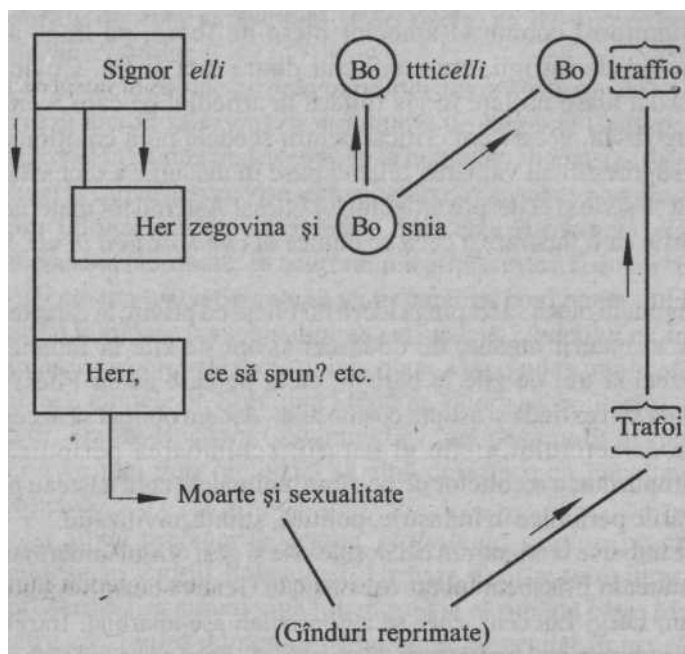 Signor elli Bo ttticelli Bo ltraffio
Her zegovina și Bo snia
Herr, ce să spun? etc.
Trafoi
Moarte și sexualitate
(Gînduri reprimate)